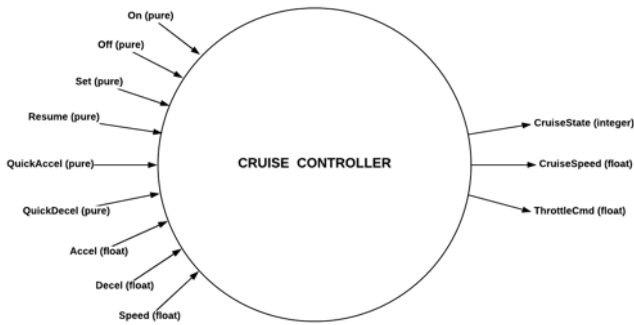 On (pure)
Off (pure)
Set (pure)
Resume (pure)
QuickAccel (pure)
QuickDecel (pure)
Accel (float)
Decel (float)
Speed (float)
CRUISE CONTROLLER
CruiseState (integer)
CruiseSpeed (float)
ThrottleCmd (float)